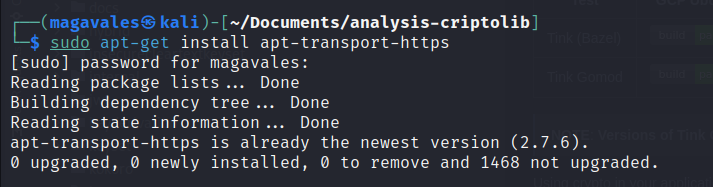 (magavales㉿kali)-[~/Documents/analysis-criptolib]
$ sudo apt-get install apt-transport-https
[sudo] password for magavales:
Reading package lists... Done
Building dependency tree... Done
Reading state information... Done
apt-transport-https is already the newest version (2.7.6).
0 upgraded, 0 newly installed, 0 to remove and 1468 not upgraded.